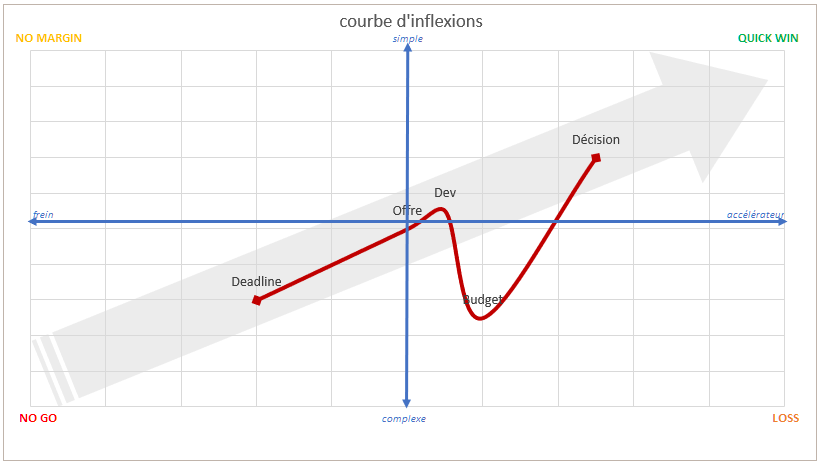 courbe d'inflexions
NO MARGIN
simple
QUICK WIN
Décision
Dev
Offre
frein
accélérateur
Deadline
Budget
NO GO
complexe
LOSS